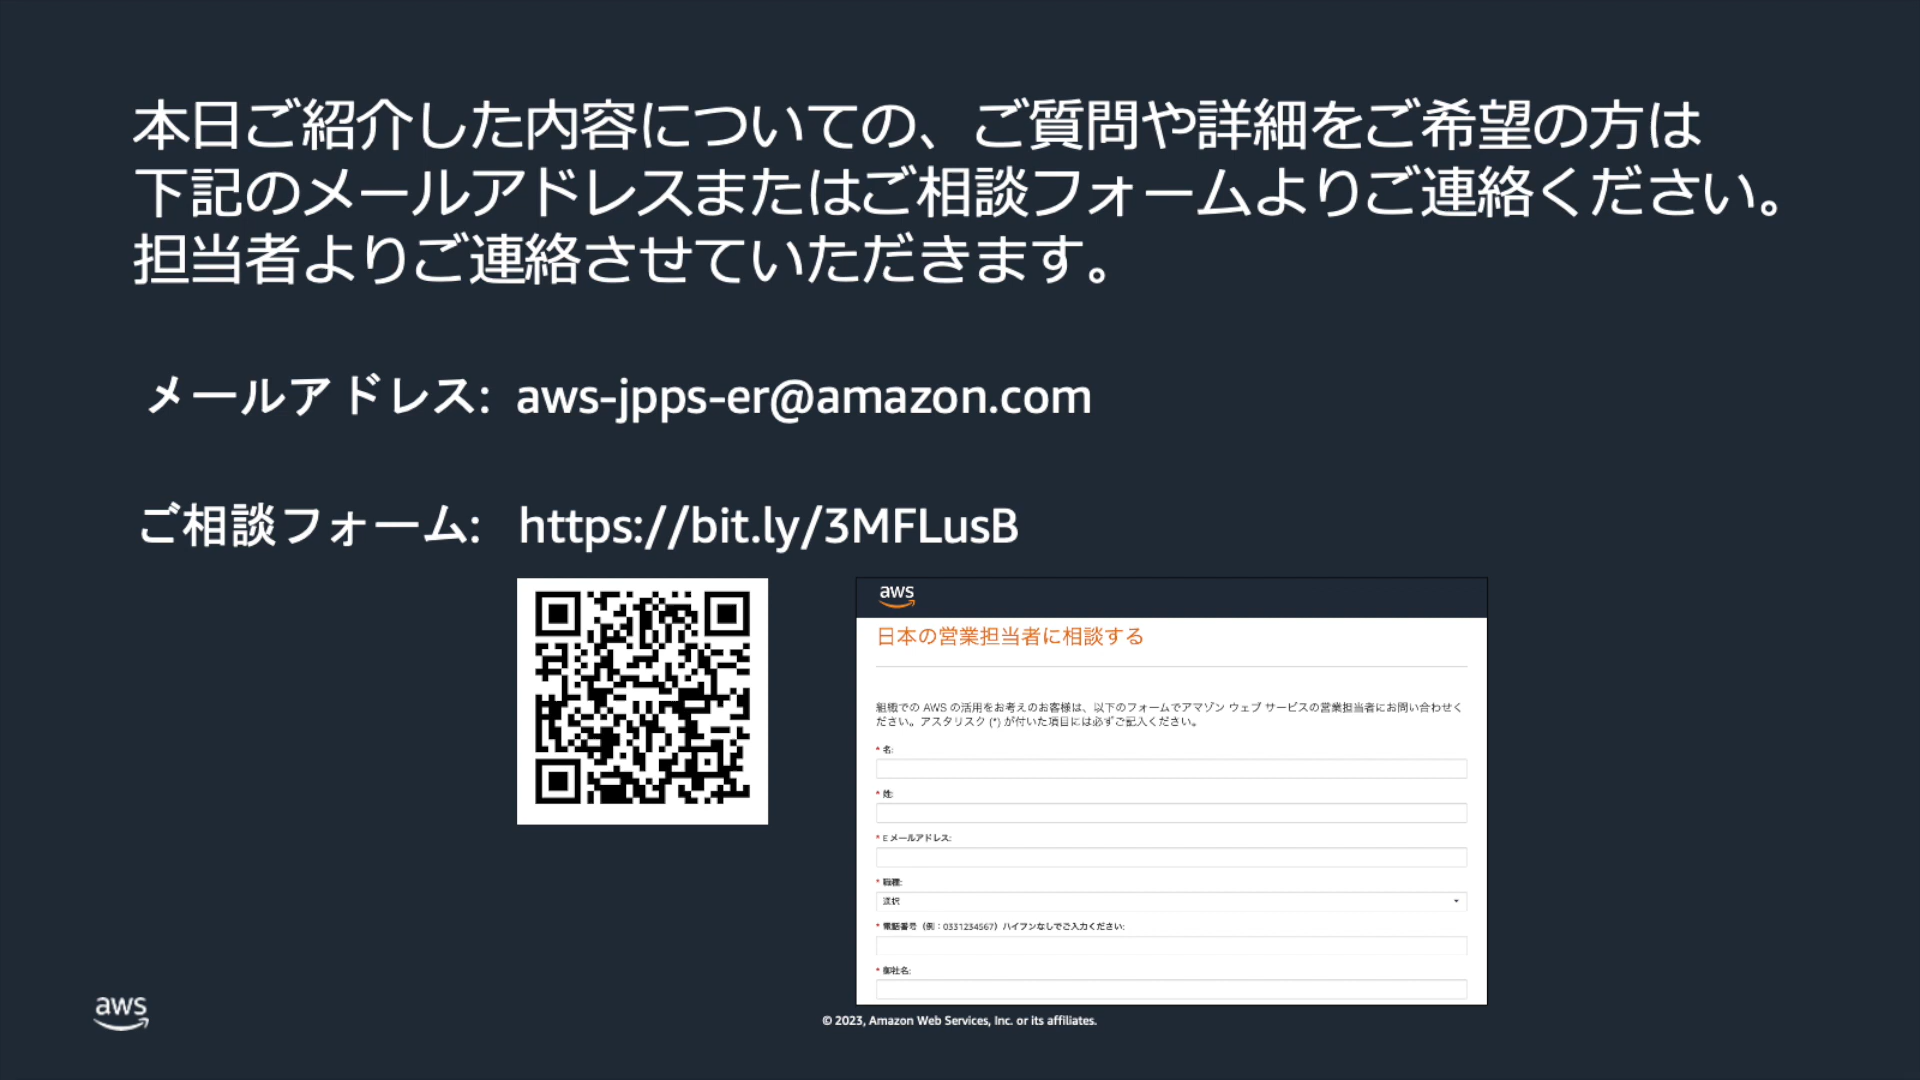 本日ご紹介した内容についての、ご質問や詳細をご希望の方は
下記のメールアドレスまたはご相談フォームよりご連絡ください。
担当者よりご連絡させていただきます。
メールアドレス: aws-jpps-er@amazon.com
ご相談フォーム: https://bit.ly/3MFLusB
aws
日本の営業担当者に相談する
組織での AWS の活用をお考えのお客様は、以下のフォームでアマゾン ウェブ サービスの営業担当者にお問い合わせく
ださい。アスタリスク (*) が付いた項目には必ずご記入ください。
* 名:
* 姓:
* E メールアドレス:
* 職種:
選択
* 電話番号（例：0331234567）ハイフンなしでご入力ください:
* 御社名:
aws
© 2023, Amazon Web Services, Inc. or its affiliates.